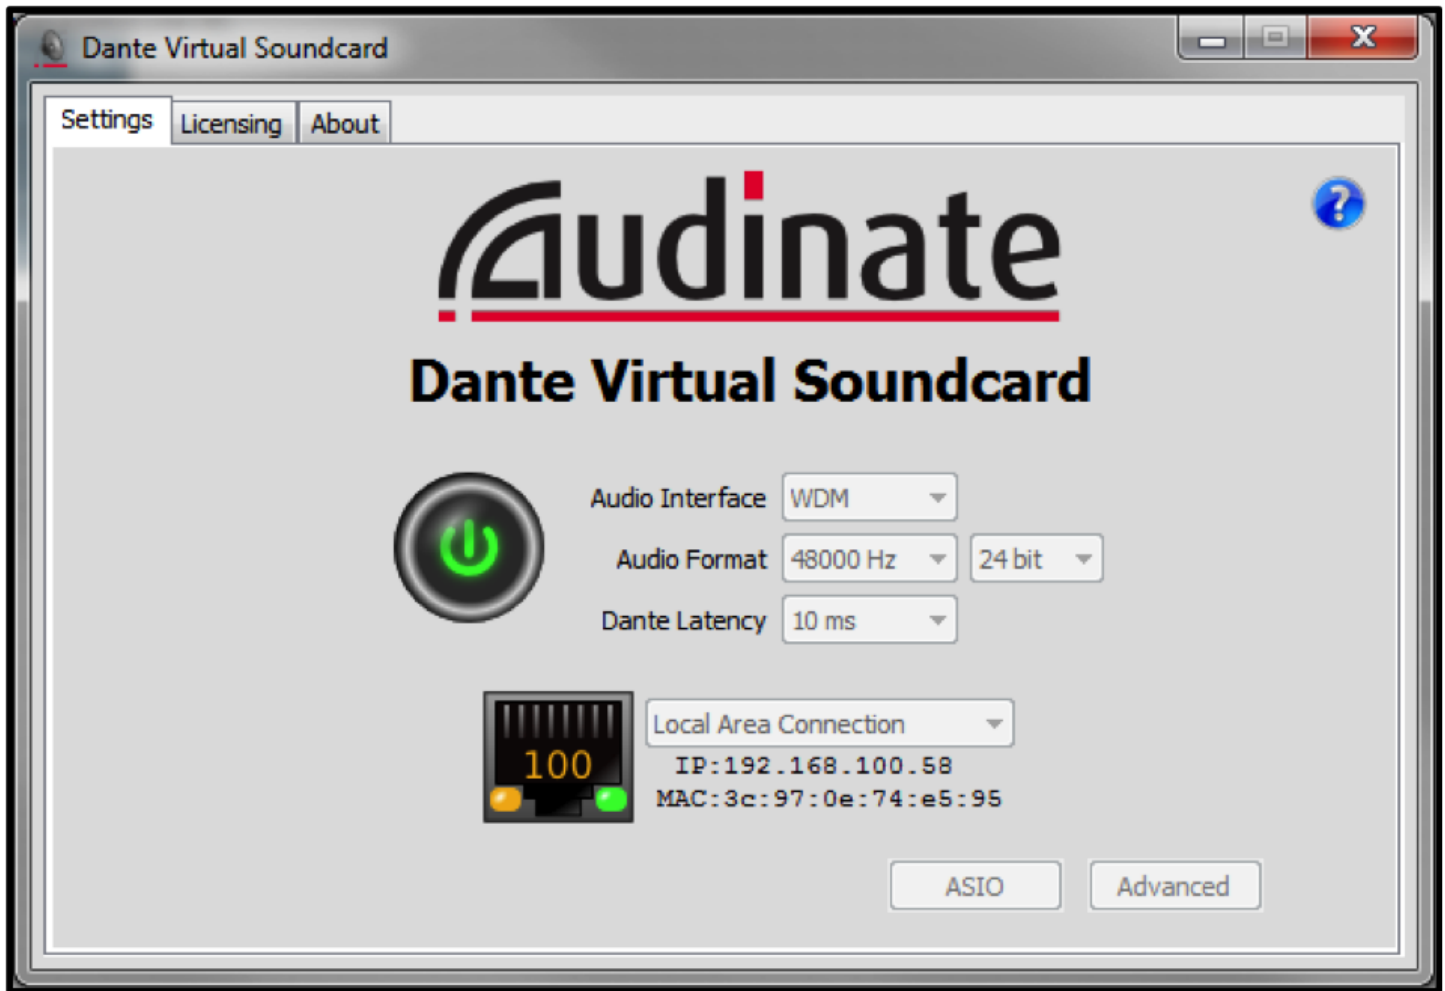 Dante Virtual Soundcard
Settings Licensing About
Audinate
Dante Virtual Soundcard
Audio Interface WDM
Audio Format 48000 Hz 24 bit
Dante Latency 10 ms
Local Area Connection
100
IP:192.168.100.58
MAC:3c:97:0e:74:e5:95
ASIO Advanced